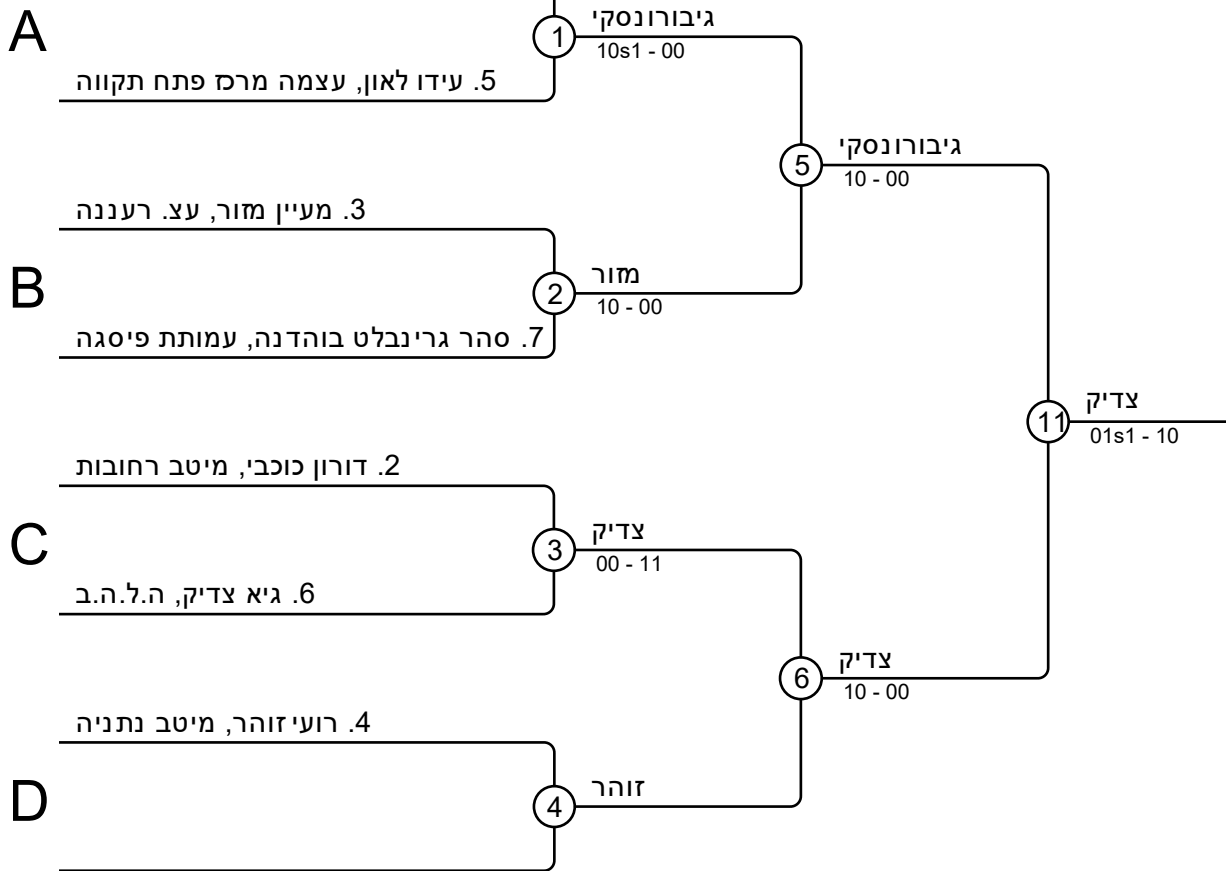 A
1
גיבורונסקי
10s1 - 00
5. עידו לאון, עצמה מרכז פתח תקווה
5
גיבורונסקי
10 - 00
3. מעיין מזור, עצ. רעננה
B
2
מזור
10 - 00
7. סהר גרינבלט בוהדנה, עמותת פיסגה
11
צדיק
01s1 - 10
2. דורון כוכבי, מיטב רחובות
C
3
צדיק
00 - 11
6. גיא צדיק, ה.ל.ה.ב
6
צדיק
10 - 00
4. רועי זוהר, מיטב נתניה
D
4
זוהר